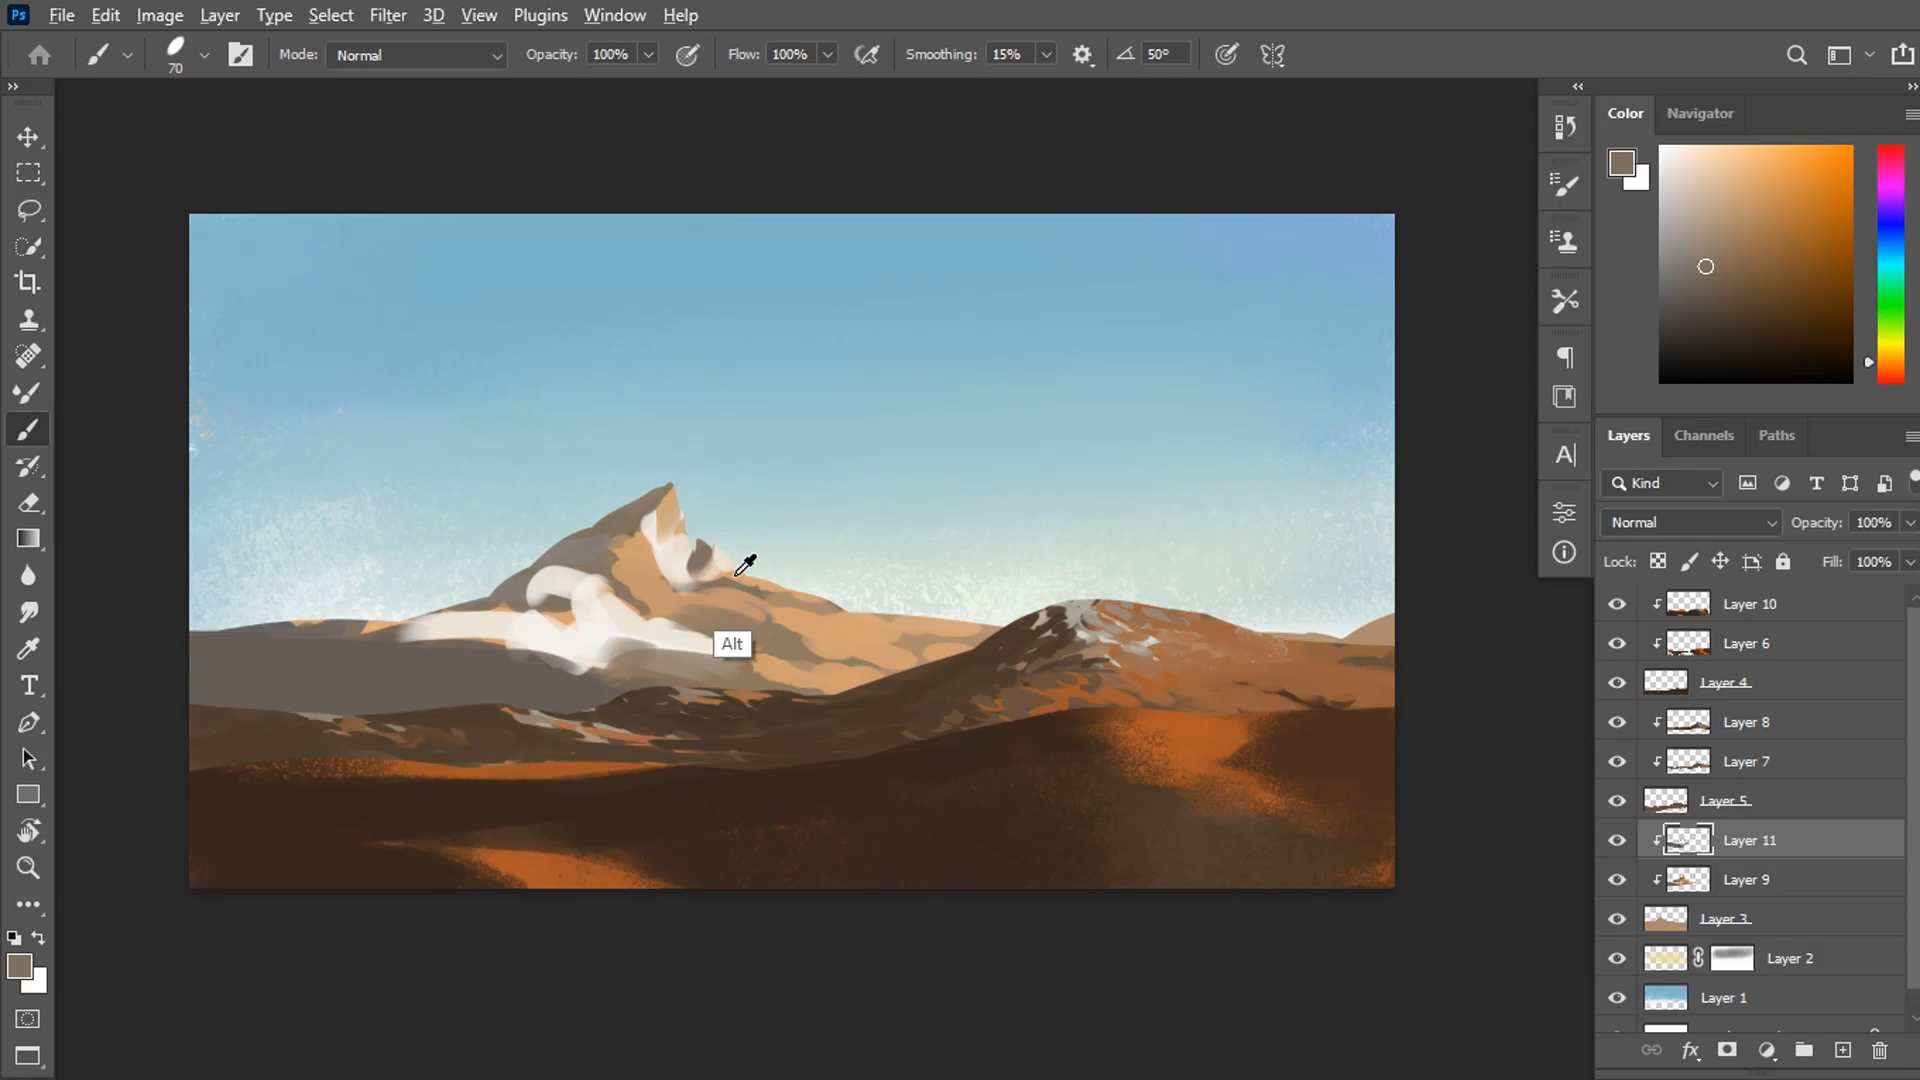 Ps File Edit Image Layer Type Select Filter 3D View Plugins Window Help
70 Mode: Normal Opacity: 100% Flow: 100% Smoothing: 15% 50°
Color Navigator
Layers Channels Paths
Kind
Normal Opacity: 100%
Lock: Fill: 100%
Layer 10
Layer 6
Layer 4
Layer 8
Layer 7
Layer 5
Layer 11
Layer 9
Layer 3
Layer 2
Layer 1
Alt